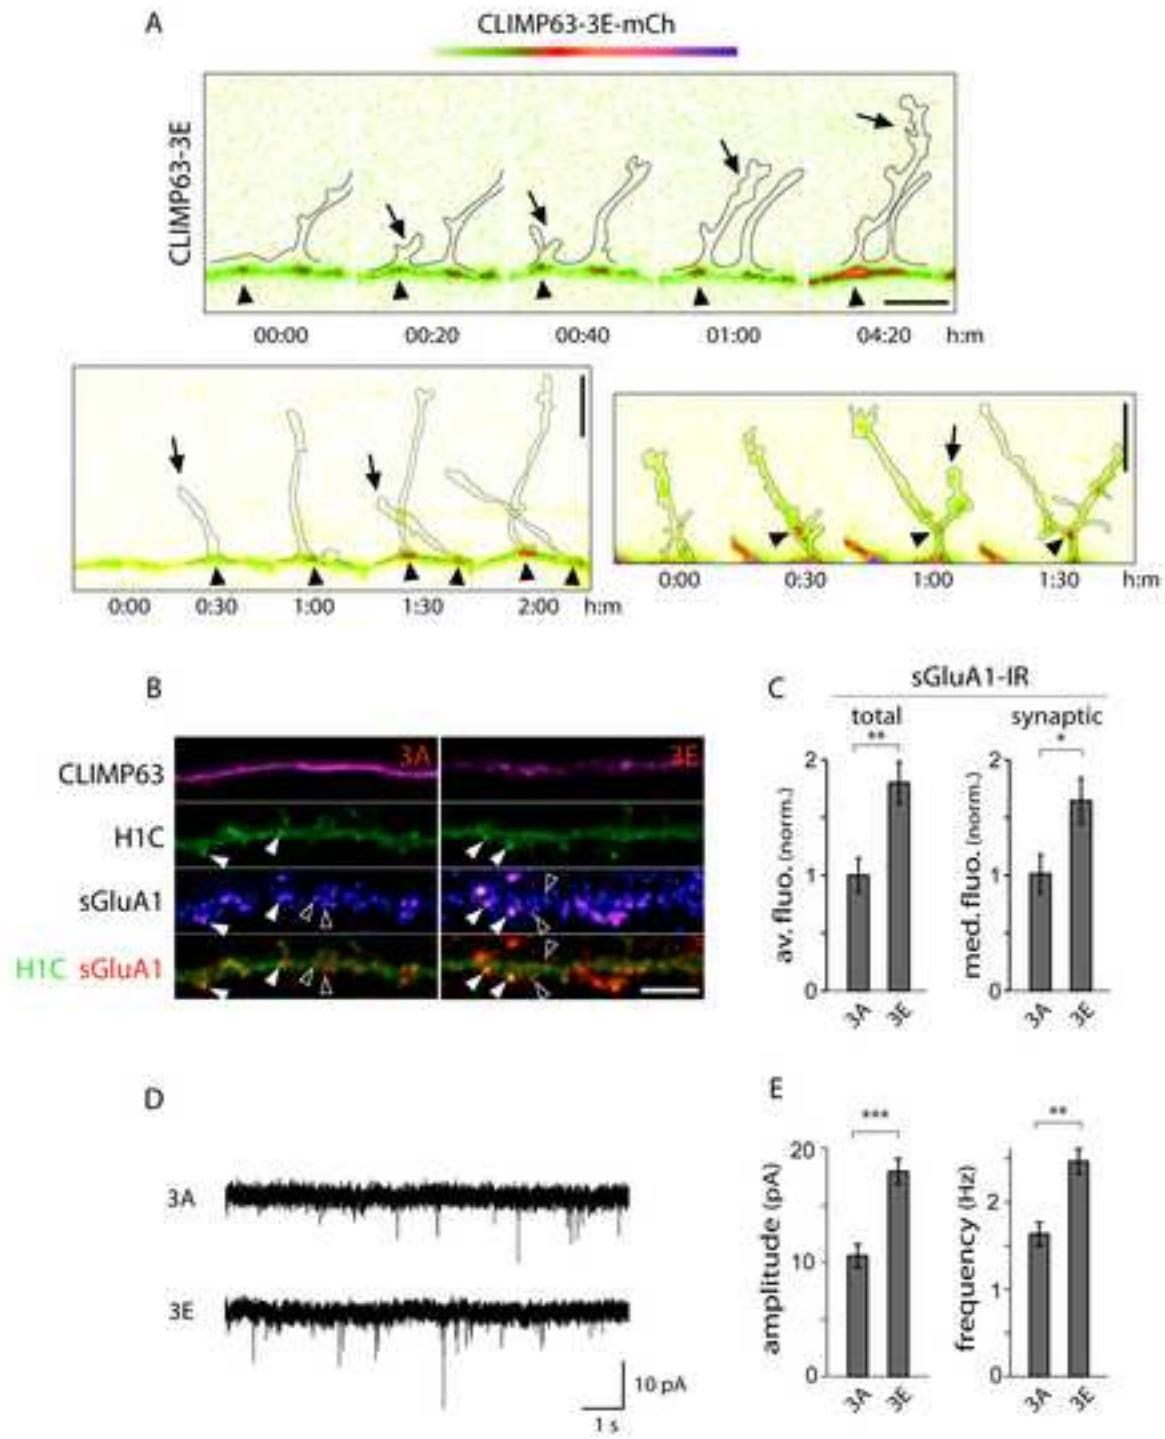 A
CLIMP63-3E-mCh
CLIMP63-3E
00:00 00:20 00:40 01:00 04:20 h:m
0:00 0:30 1:00 1:30 2:00 h:m
0:00 0:30 1:00 1:30 h:m
B
CLIMP63
3A
3E
H1C
sGluA1
H1C sGluA1
C
sGluA1-IR
total
synaptic
**
*
av. fluo. (norm.)
2
1
0
3A 3E
med. fluo. (norm.)
2
1
0
3A 3E
D
3A
3E
10 pA
1 s
E
***
**
amplitude (pA)
20
10
0
3A 3E
frequency (Hz)
2
1
0
3A 3E